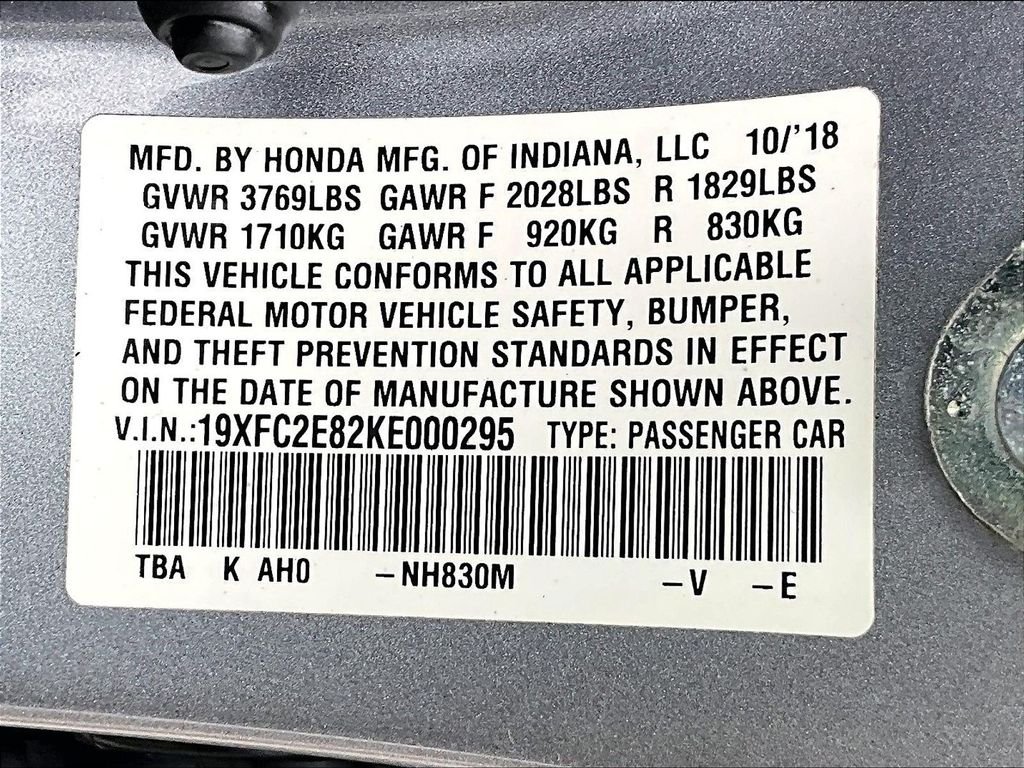 MFD. BY HONDA MFG. OF INDIANA, LLC 10/'18
GVWR 3769LBS GAWR F 2028LBS R 1829LBS
GVWR 1710KG GAWR F 920KG R 830KG
THIS VEHICLE CONFORMS TO ALL APPLICABLE
FEDERAL MOTOR VEHICLE SAFETY, BUMPER,
AND THEFT PREVENTION STANDARDS IN EFFECT
ON THE DATE OF MANUFACTURE SHOWN ABOVE.
V.I.N.:19XFC2E82KE000295 TYPE: PASSENGER CAR
TBA K AH0 –NH830M –V –E